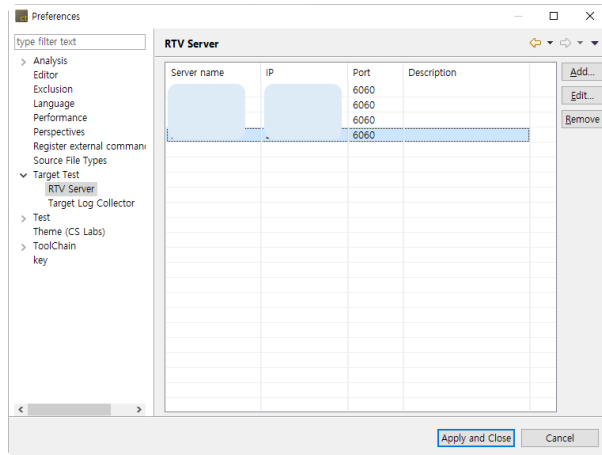 Preferences
type filter text
RTV Server
Analysis
Editor
Exclusion
Language
Performance
Perspectives
Register external comman
Source File Types
Target Test
RTV Server
Target Log Collector
Test
Theme (CS Labs)
ToolChain
key
Server name IP Port Description
6060
6060
6060
6060
Add...
Edit...
Remove
Apply and Close
Cancel